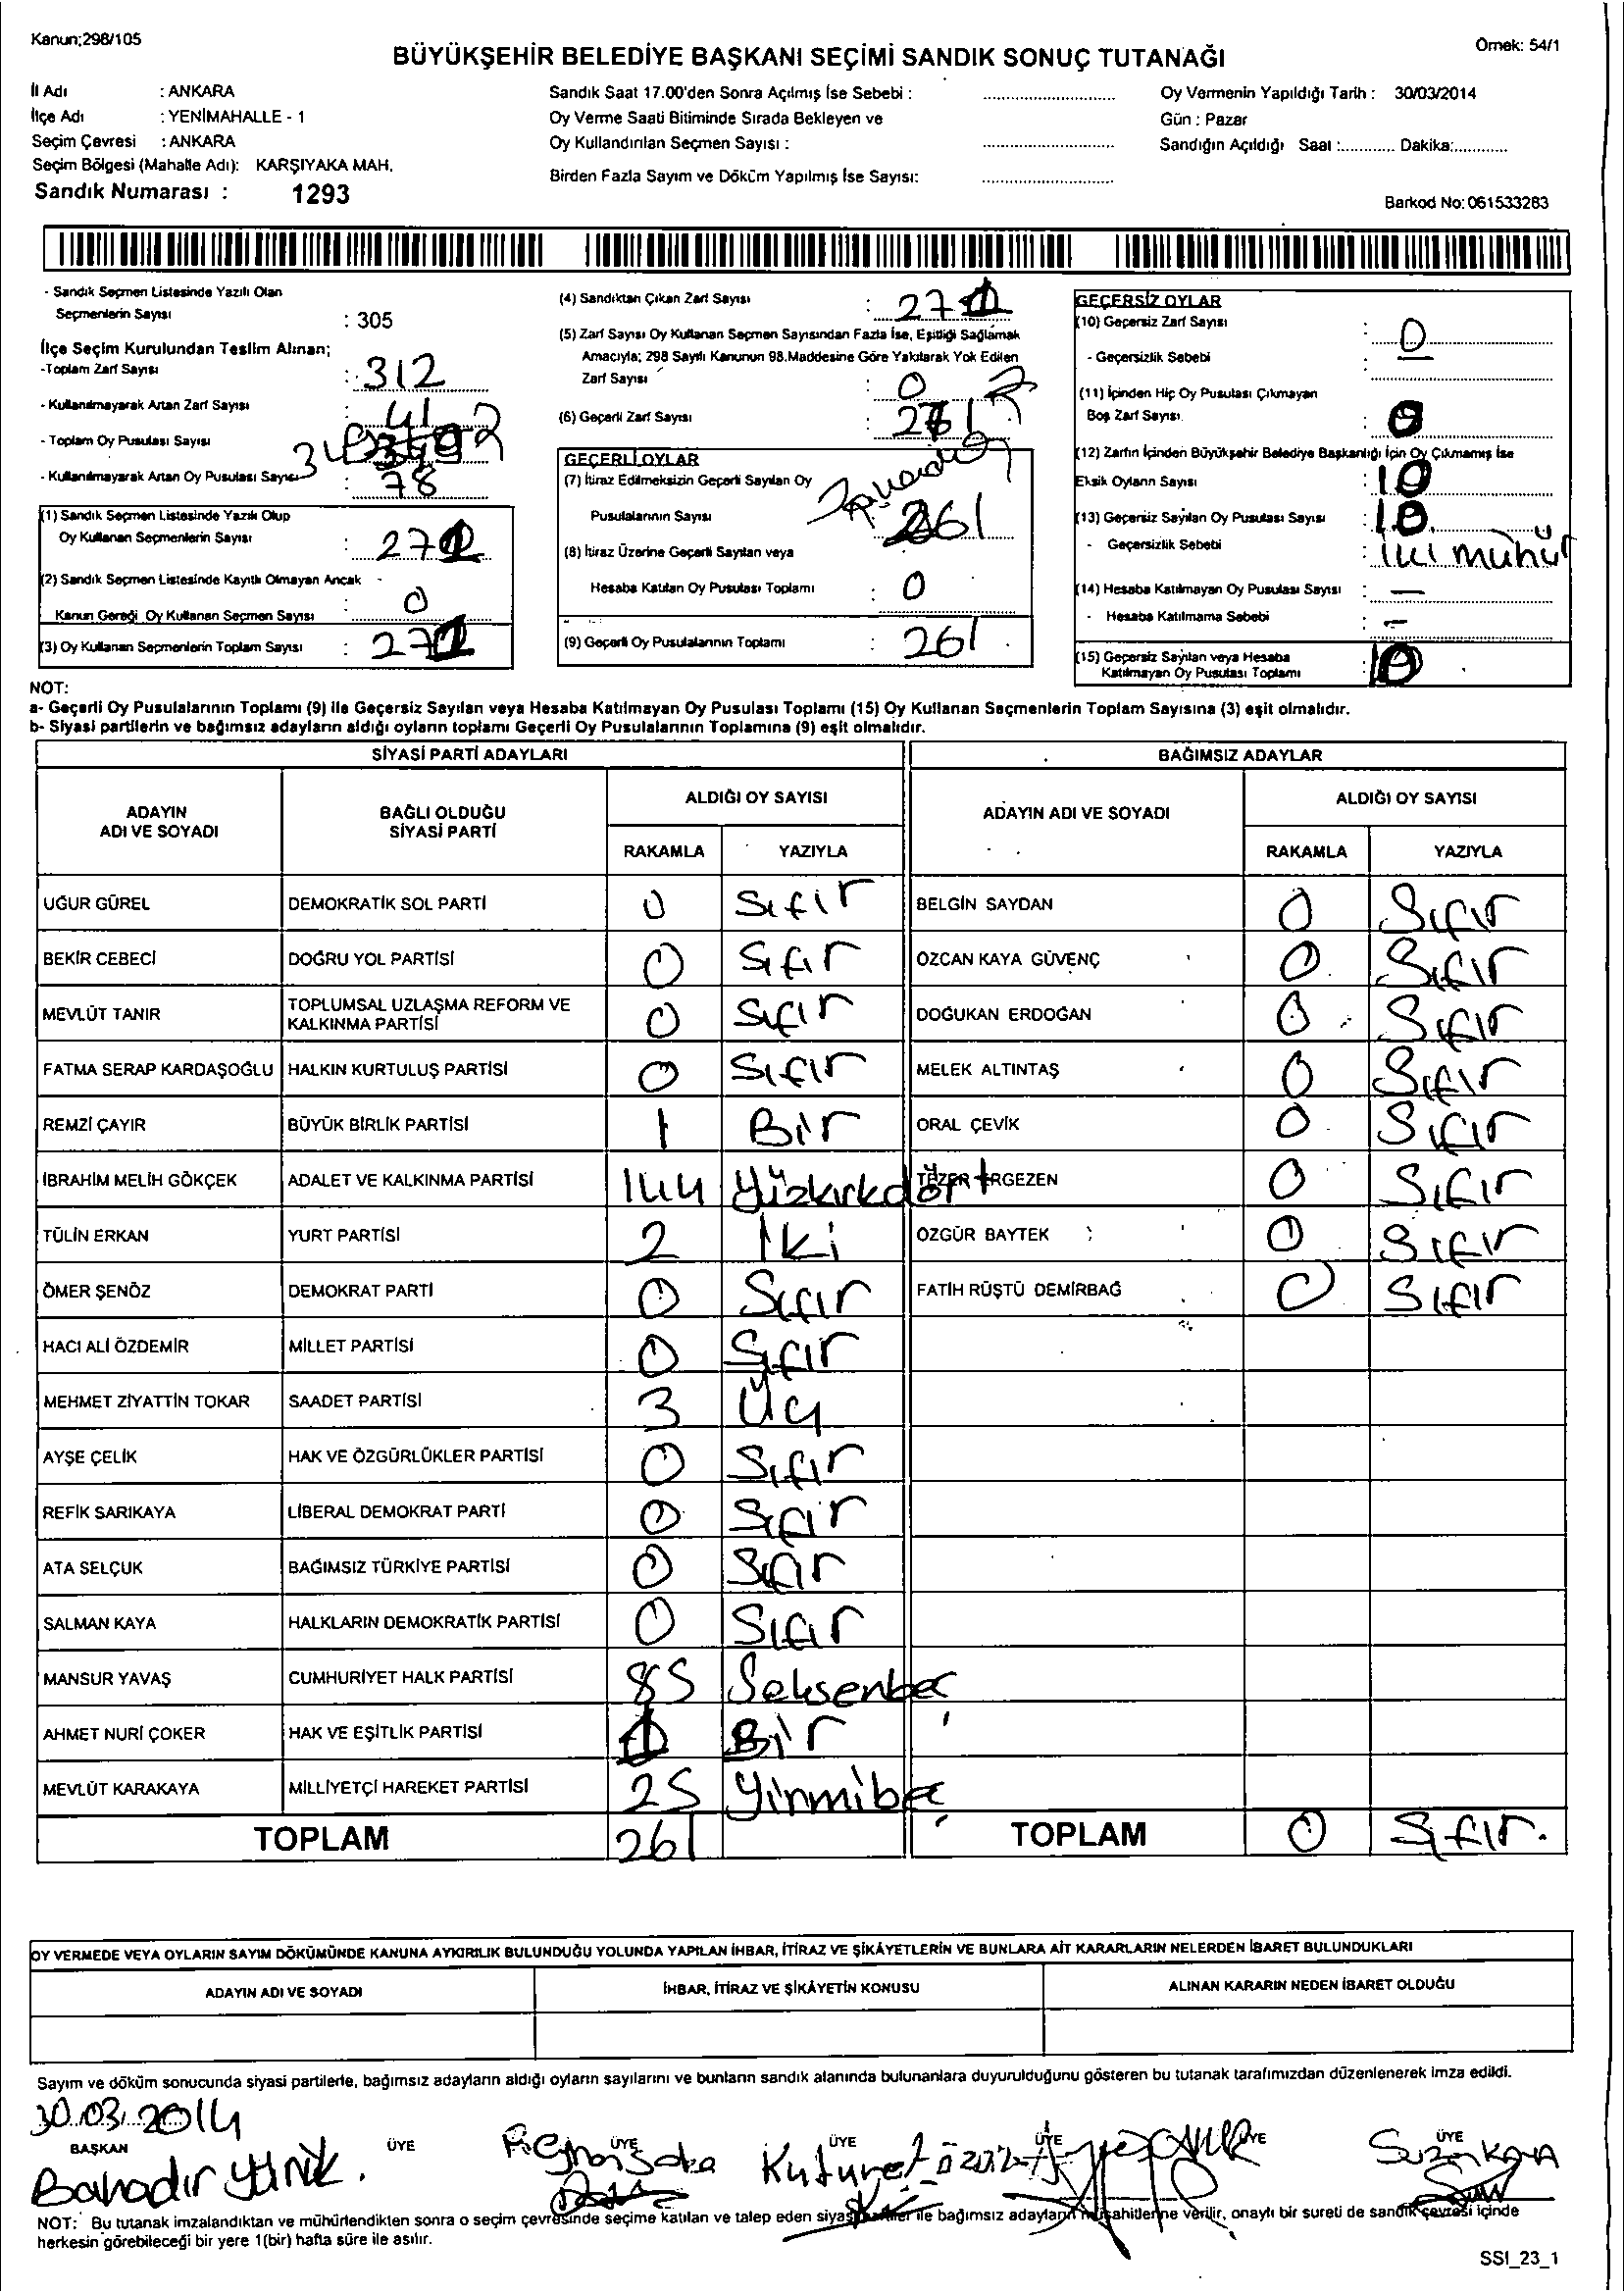 Kanun;298/105
Örnek: 54/1
BÜYÜKŞEHİR BELEDİYE BAŞKANI SEÇİMİ SANDIK SONUÇ TUTANAĞI
İl Adı : ANKARA
İlçe Adı : YENİMAHALLE - 1
Seçim Çevresi : ANKARA
Seçim Bölgesi (Mahalle Adı): KARŞIYAKA MAH.
Sandık Numarası : 1293
Sandık Saat 17.00'den Sonra Açılmış İse Sebebi :
Oy Verme Saati Bitiminde Sırada Bekleyen ve
Oy Kullandırılan Seçmen Sayısı :
Birden Fazla Sayım ve Döküm Yapılmış İse Sayısı:
Oy Vermenin Yapıldığı Tarih : 30/03/2014
Gün : Pazar
Sandığın Açıldığı Saat :............ Dakika:............
Barkod No: 061533283
- Sandık Seçmen Listesinde Yazılı Olan
Seçmenlerin Sayısı : 305
İlçe Seçim Kurulundan Teslim Alınan;
-Toplam Zarf Sayısı : 312
- Kullanılmayarak Artan Zarf Sayısı : 41
- Toplam Oy Pusulası Sayısı
- Kullanılmayarak Artan Oy Pusulası Sayısı : 78
(1) Sandık Seçmen Listesinde Yazılı Olup
Oy Kullanan Seçmenlerin Sayısı : 271
(2) Sandık Seçmen Listesinde Kayıtlı Olmayan Ancak
Kanun Gereği Oy Kullanan Seçmen Sayısı : 0
(3) Oy Kullanan Seçmenlerin Toplam Sayısı : 271
(4) Sandıktan Çıkan Zarf Sayısı : 271
(5) Zarf Sayısı Oy Kullanan Seçmen Sayısından Fazla İse, Eşitliği Sağlamak
Amacıyla; 298 Sayılı Kanunun 98.Maddesine Göre Yakılarak Yok Edilen
Zarf Sayısı : 0
(6) Geçerli Zarf Sayısı :
GEÇERLİ OYLAR
(7) İtiraz Edilmeksizin Geçerli Sayılan Oy
Pusulalarının Sayısı : 261
(8) İtiraz Üzerine Geçerli Sayılan veya
Hesaba Katılan Oy Pusulası Toplamı : 0
(9) Geçerli Oy Pusulalarının Toplamı : 261
GEÇERSİZ OYLAR
(10) Geçersiz Zarf Sayısı : 0
- Geçersizlik Sebebi : —
(11) İçinden Hiç Oy Pusulası Çıkmayan
Boş Zarf Sayısı : 0
(12) Zarfın İçinden Büyükşehir Belediye Başkanlığı İçin Oy Çıkmamış İse
Eksik Oyların Sayısı :
(13) Geçersiz Sayılan Oy Pusulası Sayısı : 10
- Geçersizlik Sebebi : iki mühür
(14) Hesaba Katılmayan Oy Pusulası Sayısı : —
- Hesaba Katılmama Sebebi : -
(15) Geçersiz Sayılan veya Hesaba
Katılmayan Oy Pusulası Toplamı : 10
NOT:
a- Geçerli Oy Pusulalarının Toplamı (9) ile Geçersiz Sayılan veya Hesaba Katılmayan Oy Pusulası Toplamı (15) Oy Kullanan Seçmenlerin Toplam Sayısına (3) eşit olmalıdır.
b- Siyasi partilerin ve bağımsız adayların aldığı oyların toplamı Geçerli Oy Pusulalarının Toplamına (9) eşit olmalıdır.
SİYASİ PARTİ ADAYLARI BAĞIMSIZ ADAYLAR
ADAYIN ADI VE SOYADI BAĞLI OLDUĞU SİYASİ PARTİ ALDIĞI OY SAYISI ADAYIN ADI VE SOYADI ALDIĞI OY SAYISI
RAKAMLA YAZIYLA RAKAMLA YAZIYLA
UĞUR GÜREL DEMOKRATİK SOL PARTİ 0 Sıfır BELGİN SAYDAN 0 Sıfır
BEKİR CEBECİ DOĞRU YOL PARTİSİ 0 Sıfır ÖZCAN KAYA GÜVENÇ 0 Sıfır
MEVLÜT TANIR TOPLUMSAL UZLAŞMA REFORM VE KALKINMA PARTİSİ 0 Sıfır DOĞUKAN ERDOĞAN 0 Sıfır
FATMA SERAP KARDAŞOĞLU HALKIN KURTULUŞ PARTİSİ 0 Sıfır MELEK ALTINTAŞ 0 Sıfır
REMZİ ÇAYIR BÜYÜK BİRLİK PARTİSİ 1 Bir ORAL ÇEVİK 0 Sıfır
İBRAHİM MELİH GÖKÇEK ADALET VE KALKINMA PARTİSİ 144 Yüzkırkdört TEZER ERGEZEN 0 Sıfır
TÜLİN ERKAN YURT PARTİSİ 2 İki ÖZGÜR BAYTEK 0 Sıfır
ÖMER ŞENÖZ DEMOKRAT PARTİ 0 Sıfır FATİH RÜŞTÜ DEMİRBAĞ 0 Sıfır
HACI ALİ ÖZDEMİR MİLLET PARTİSİ 0 Sıfır
MEHMET ZİYATTİN TOKAR SAADET PARTİSİ 3 Üç
AYŞE ÇELİK HAK VE ÖZGÜRLÜKLER PARTİSİ 0 Sıfır
REFİK SARIKAYA LİBERAL DEMOKRAT PARTİ 0 Sıfır
ATA SELÇUK BAĞIMSIZ TÜRKİYE PARTİSİ 0 Sıfır
SALMAN KAYA HALKLARIN DEMOKRATİK PARTİSİ 0 Sıfır
MANSUR YAVAŞ CUMHURİYET HALK PARTİSİ 85 Seksenbeş
AHMET NURİ ÇOKER HAK VE EŞİTLİK PARTİSİ 1 Bir
MEVLÜT KARAKAYA MİLLİYETÇİ HAREKET PARTİSİ 25 Yirmibeş
TOPLAM 261 TOPLAM 0 Sıfır.
OY VERMEDE VEYA OYLARIN SAYIM DÖKÜMÜNDE KANUNA AYKIRILIK BULUNDUĞU YOLUNDA YAPILAN İHBAR, İTİRAZ VE ŞİKÂYETLERİN VE BUNLARA AİT KARARLARIN NELERDEN İBARET BULUNDUKLARI
ADAYIN ADI VE SOYADI İHBAR, İTİRAZ VE ŞİKÂYETİN KONUSU ALINAN KARARIN NEDEN İBARET OLDUĞU
Sayım ve döküm sonucunda siyasi partilerle, bağımsız adayların aldığı oyların sayılarını ve bunların sandık alanında bulunanlara duyurulduğunu gösteren bu tutanak tarafımızdan düzenlenerek imza edildi.
30.03.2014
BAŞKAN ÜYE ÜYE ÜYE ÜYE ÜYE ÜYE
Bahadır
NOT: Bu tutanak imzalandıktan ve mühürlendikten sonra o seçim çevresinde seçime katılan ve talep eden siyasi partiler ile bağımsız adayların müşahitlerine verilir, onaylı bir sureti de sandık çevresi içinde
herkesin görebileceği bir yere 1(bir) hafta süre ile asılır.
SSI_23_1